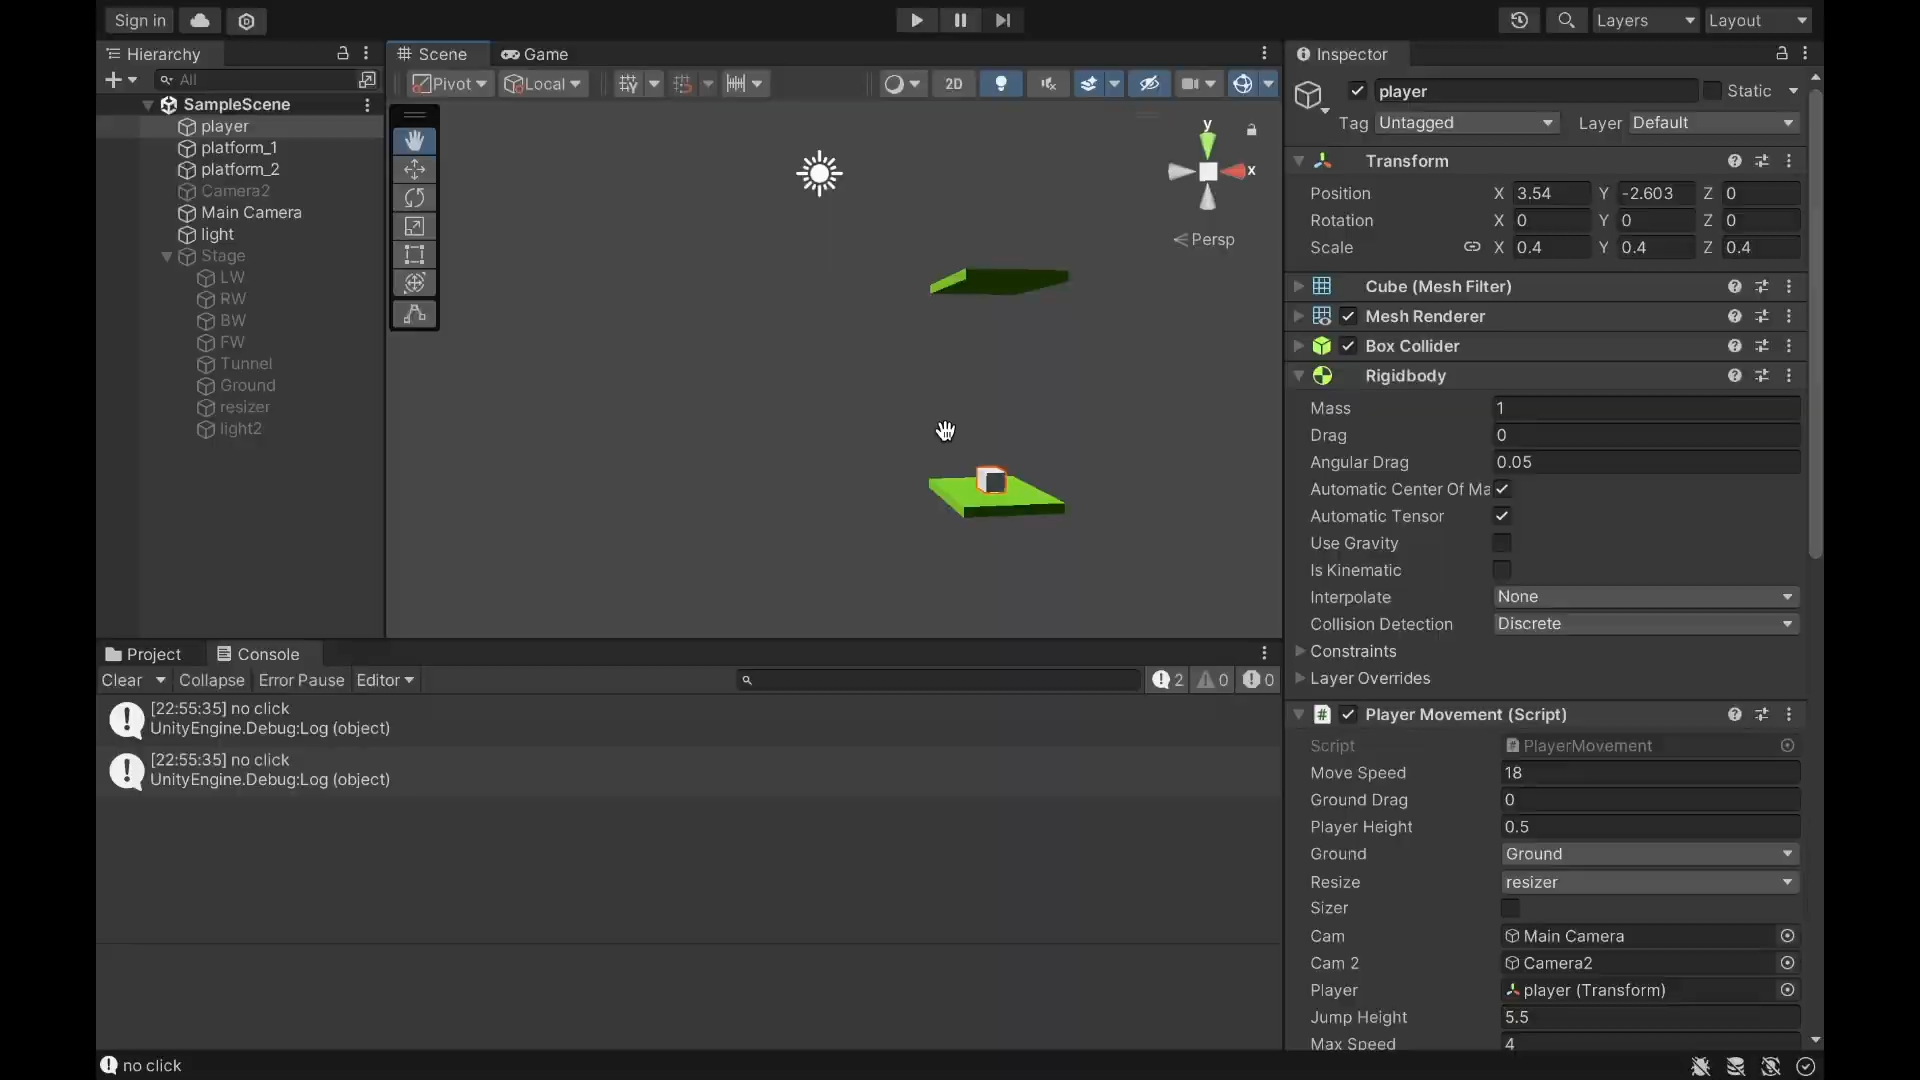 Sign in
Layers
Layout
Hierarchy
All
SampleScene
player
platform_1
platform_2
Camera2
Main Camera
light
Stage
LW
RW
BW
FW
Tunnel
Ground
resizer
light2
Scene
Game
Pivot
Local
2D
y
x
Persp
Inspector
player
Static
Tag Untagged Layer Default
Transform
Position X 3.54 Y -2.603 Z 0
Rotation X 0 Y 0 Z 0
Scale X 0.4 Y 0.4 Z 0.4
Cube (Mesh Filter)
Mesh Renderer
Box Collider
Rigidbody
Mass 1
Drag 0
Angular Drag 0.05
Automatic Center Of Ma
Automatic Tensor
Use Gravity
Is Kinematic
Interpolate None
Collision Detection Discrete
Constraints
Layer Overrides
Player Movement (Script)
Script PlayerMovement
Move Speed 18
Ground Drag 0
Player Height 0.5
Ground Ground
Resize resizer
Sizer
Cam Main Camera
Cam 2 Camera2
Player player (Transform)
Jump Height 5.5
Max Speed 4
Project
Console
Clear Collapse Error Pause Editor
2 0 0
[22:55:35] no click
UnityEngine.Debug:Log (object)
[22:55:35] no click
UnityEngine.Debug:Log (object)
no click